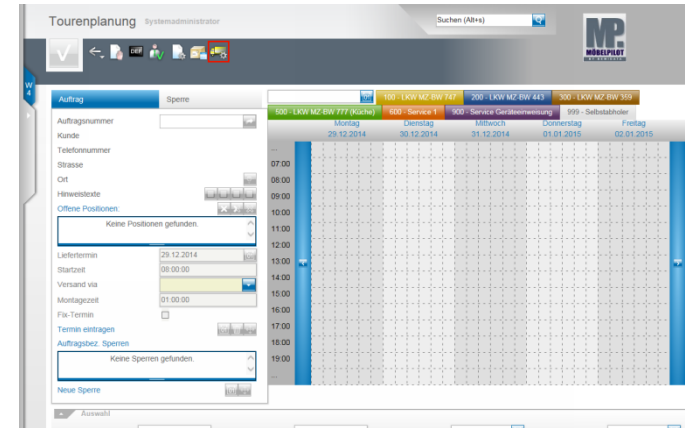 Tourenplanung Systemadministrator
Suchen (Alt+s)
MP
MÖBELPILOT
W
4
Auftrag Sperre
100 - LKW MZ-BW 747 200 - LKW MZ-BW 443 300 - LKW MZ-BW 359
500 - LKW MZ-BW 777 (Küche) 600 - Service 1 900 - Service Geräteeinweisung 999 - Selbstabholer
Montag Dienstag Mittwoch Donnerstag Freitag
29.12.2014 30.12.2014 31.12.2014 01.01.2015 02.01.2015
Auftragsnummer
Kunde
Telefonnummer
Strasse
Ort
Hinweistexte
Offene Positionen:
Keine Positionen gefunden.
Liefertermin 29.12.2014
Startzeit 08:00:00
Versand via
Montagezeit 01:00:00
Fix-Termin
Termin eintragen
Auftragsbez. Sperren
Keine Sperren gefunden.
Neue Sperre
...
07:00
08:00
09:00
10:00
11:00
12:00
13:00
14:00
15:00
16:00
17:00
18:00
19:00
...
Auswahl